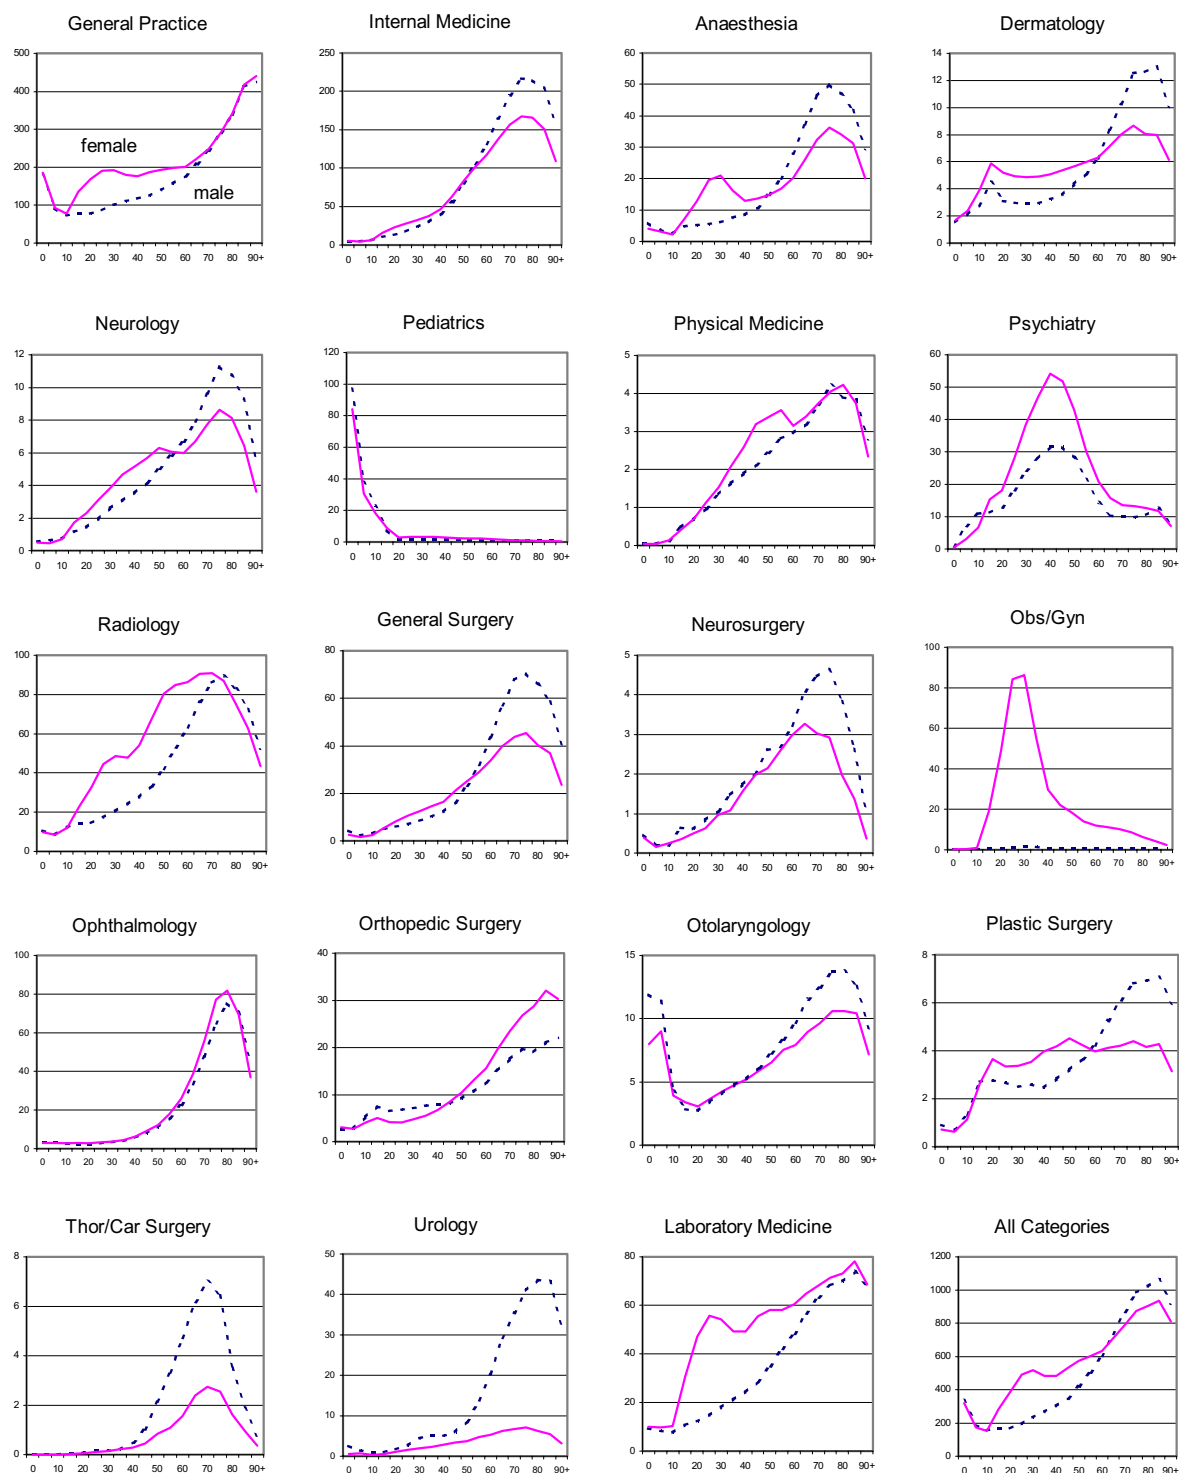 General Practice
Internal Medicine
Anaesthesia
Dermatology
500
400
300
200
100
0
female
male
0 10 20 30 40 50 60 70 80 90+
250
200
150
100
50
0
0 10 20 30 40 50 60 70 80 90+
60
50
40
30
20
10
0
0 10 20 30 40 50 60 70 80 90+
14
12
10
8
6
4
2
0
0 10 20 30 40 50 60 70 80 90+
Neurology
Pediatrics
Physical Medicine
Psychiatry
12
10
8
6
4
2
0
0 10 20 30 40 50 60 70 80 90+
120
100
80
60
40
20
0
0 10 20 30 40 50 60 70 80 90+
5
4
3
2
1
0
0 10 20 30 40 50 60 70 80 90+
60
50
40
30
20
10
0
0 10 20 30 40 50 60 70 80 90+
Radiology
General Surgery
Neurosurgery
Obs/Gyn
100
80
60
40
20
0
0 10 20 30 40 50 60 70 80 90+
80
60
40
20
0
0 10 20 30 40 50 60 70 80 90+
5
4
3
2
1
0
0 10 20 30 40 50 60 70 80 90+
100
80
60
40
20
0
0 10 20 30 40 50 60 70 80 90+
Ophthalmology
Orthopedic Surgery
Otolaryngology
Plastic Surgery
100
80
60
40
20
0
0 10 20 30 40 50 60 70 80 90+
40
30
20
10
0
0 10 20 30 40 50 60 70 80 90+
15
10
5
0
0 10 20 30 40 50 60 70 80 90+
8
6
4
2
0
0 10 20 30 40 50 60 70 80 90+
Thor/Car Surgery
Urology
Laboratory Medicine
All Categories
8
6
4
2
0
0 10 20 30 40 50 60 70 80 90+
50
40
30
20
10
0
0 10 20 30 40 50 60 70 80 90+
80
60
40
20
0
0 10 20 30 40 50 60 70 80 90+
1200
1000
800
600
400
200
0
0 10 20 30 40 50 60 70 80 90+